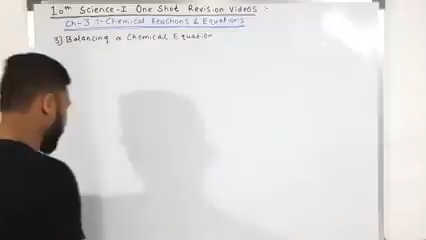 10th Science-I One Shot Revision Videos :-
Ch-3 :- Chemical Reactions & Equations
3) Balancing a Chemical Equation